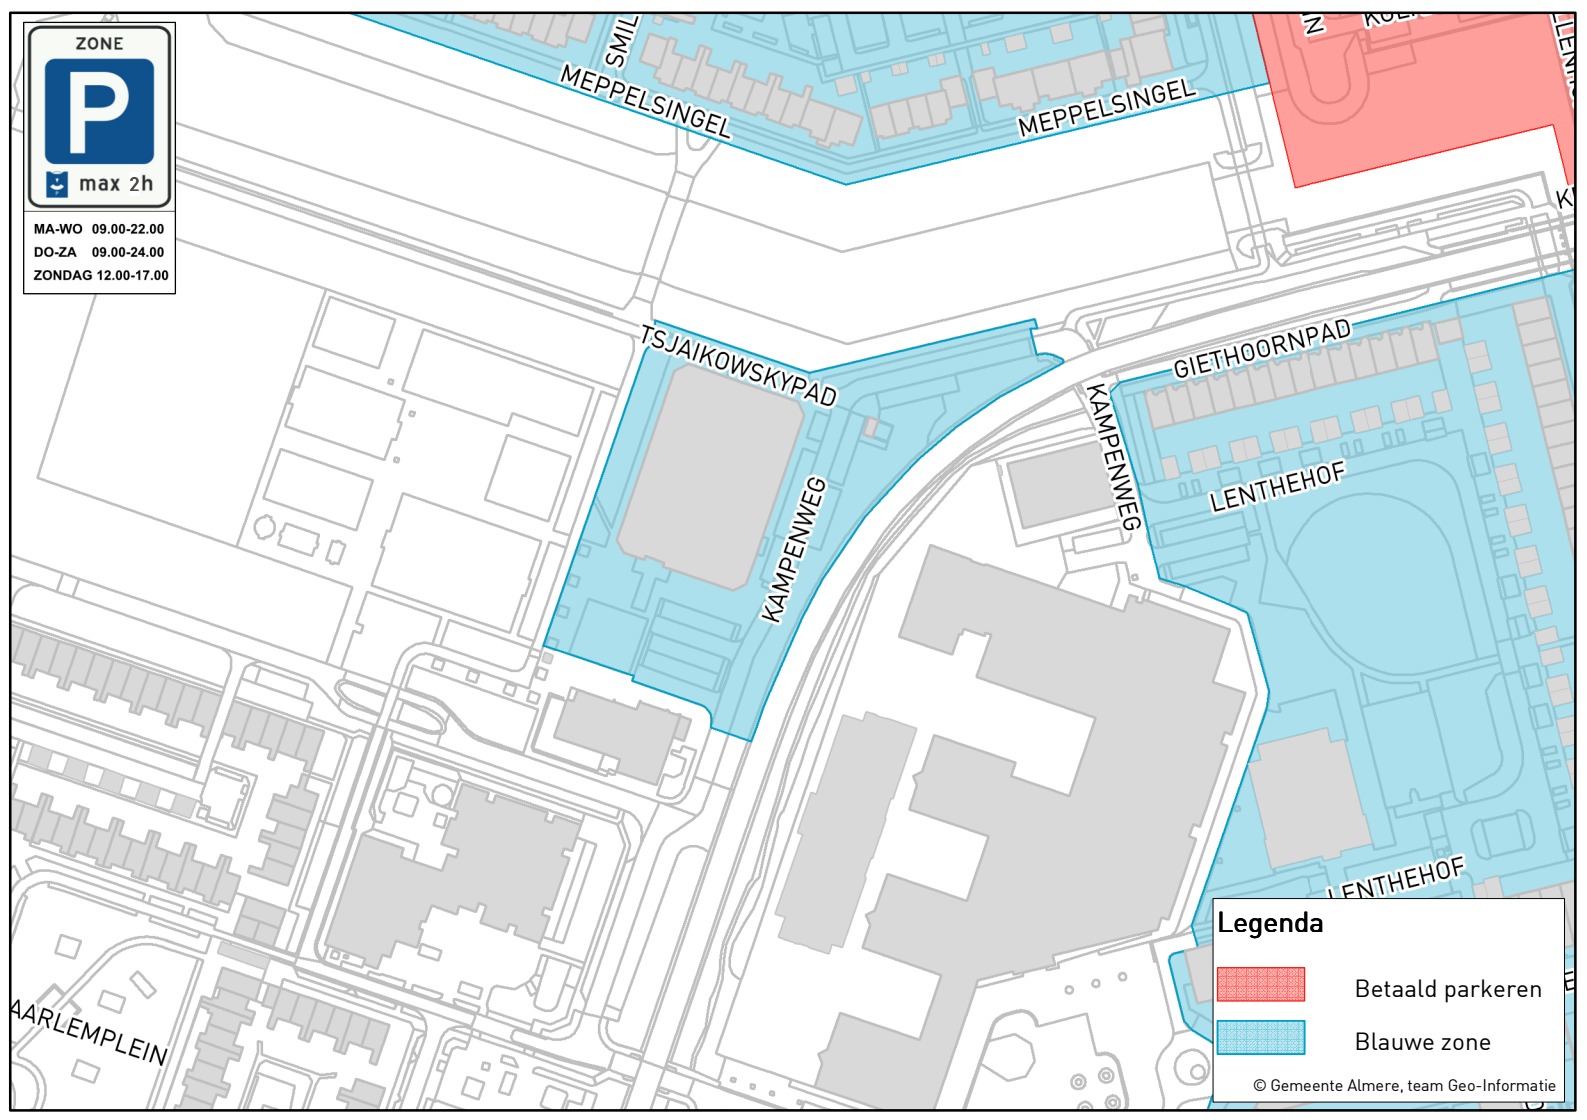 ZONE
P
max 2h
MA-WO 09.00-22.00
DO-ZA 09.00-24.00
ZONDAG 12.00-17.00
SMIL
MEPPELSINGEL
MEPPELSINGEL
TSJAIKOWSKYPAD
GIETHOORNPAD
KAMPENWEG
KAMPENWEG
LENTHEHOF
LENTHEHOF
AARLEMPLEIN
Legenda
Betaald parkeren
Blauwe zone
© Gemeente Almere, team Geo-Informatie